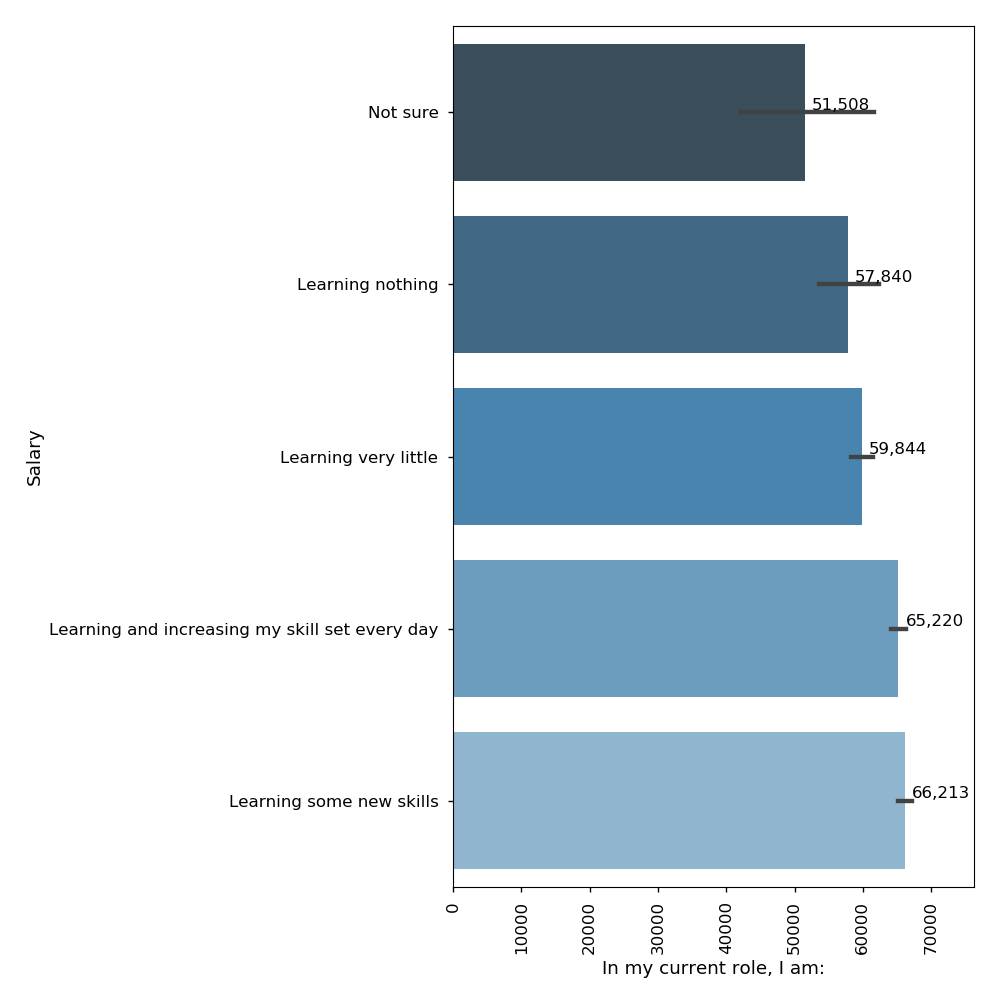 Not sure
51,508
Learning nothing
57,840
Salary
Learning very little
59,844
Learning and increasing my skill set every day
65,220
Learning some new skills
66,213
0
10000
20000
30000
40000
50000
60000
70000
In my current role, I am: